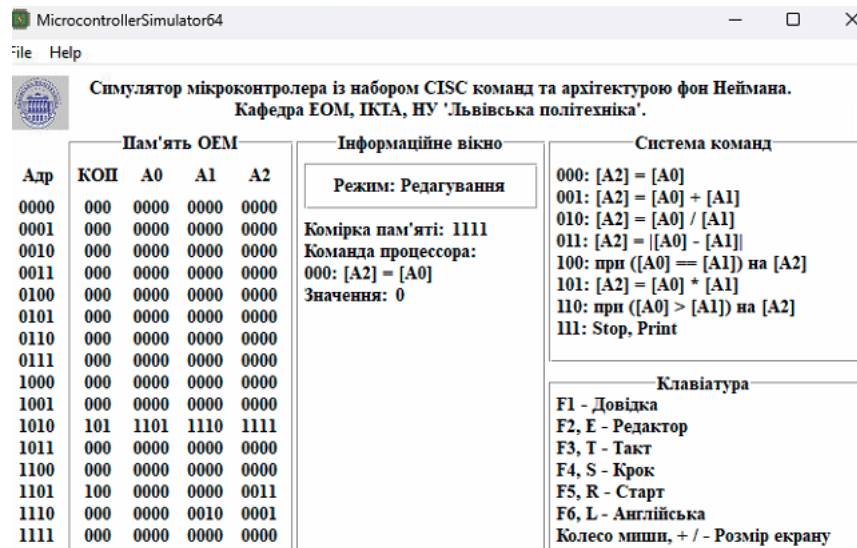 MicrocontrollerSimulator64
File Help
Симулятор мікроконтролера із набором CISC команд та архітектурою фон Неймана.
Кафедра ЕОМ, ІКТА, НУ 'Львівська політехніка'.
Пам'ять ОЕМ
Адр КОП A0 A1 A2
0000 000 0000 0000 0000
0001 000 0000 0000 0000
0010 000 0000 0000 0000
0011 000 0000 0000 0000
0100 000 0000 0000 0000
0101 000 0000 0000 0000
0110 000 0000 0000 0000
0111 000 0000 0000 0000
1000 000 0000 0000 0000
1001 000 0000 0000 0000
1010 101 1101 1110 1111
1011 000 0000 0000 0000
1100 000 0000 0000 0000
1101 100 0000 0000 0011
1110 000 0000 0010 0001
1111 000 0000 0000 0000
Інформаційне вікно
Режим: Редагування
Комірка пам'яті: 1111
Команда процессора:
000: [A2] = [A0]
Значення: 0
Система команд
000: [A2] = [A0]
001: [A2] = [A0] + [A1]
010: [A2] = [A0] / [A1]
011: [A2] = |[A0] - [A1]|
100: при ([A0] == [A1]) на [A2]
101: [A2] = [A0] * [A1]
110: при ([A0] > [A1]) на [A2]
111: Stop, Print
Клавіатура
F1 - Довідка
F2, E - Редактор
F3, T - Такт
F4, S - Крок
F5, R - Старт
F6, L - Англійська
Колесо миши, + / - Розмір екрану